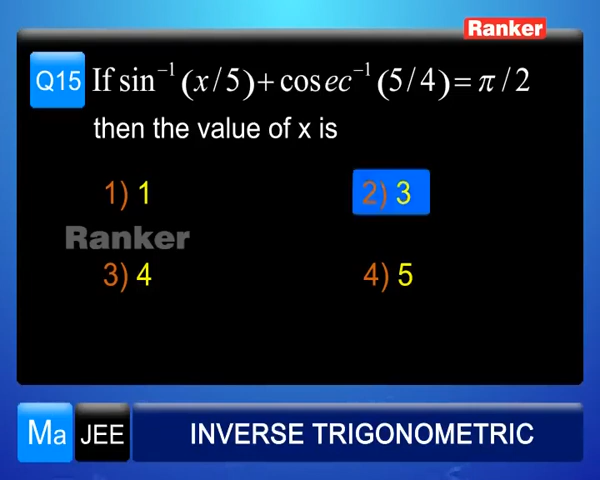 Ranker
Q15 If sin⁻¹(x/5)+cosec⁻¹(5/4)=π/2
then the value of x is
1) 1 2) 3
Ranker
3) 4 4) 5
Ma JEE INVERSE TRIGONOMETRIC